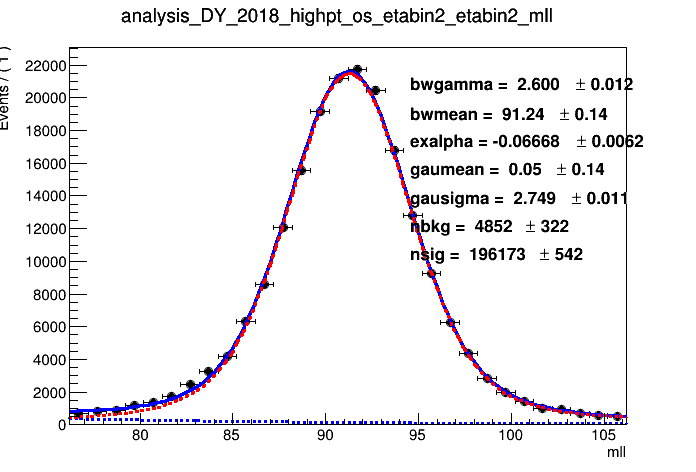 analysis_DY_2018_highpt_os_etabin2_etabin2_mll
Events / ( 1 )
22000
20000
18000
16000
14000
12000
10000
8000
6000
4000
2000
0
bwgamma = 2.600 ± 0.012
bwmean = 91.24 ± 0.14
exalpha = -0.06668 ± 0.0062
gaumean = 0.05 ± 0.14
gausigma = 2.749 ± 0.011
nbkg = 4852 ± 322
nsig = 196173 ± 542
80 85 90 95 100 105
mll